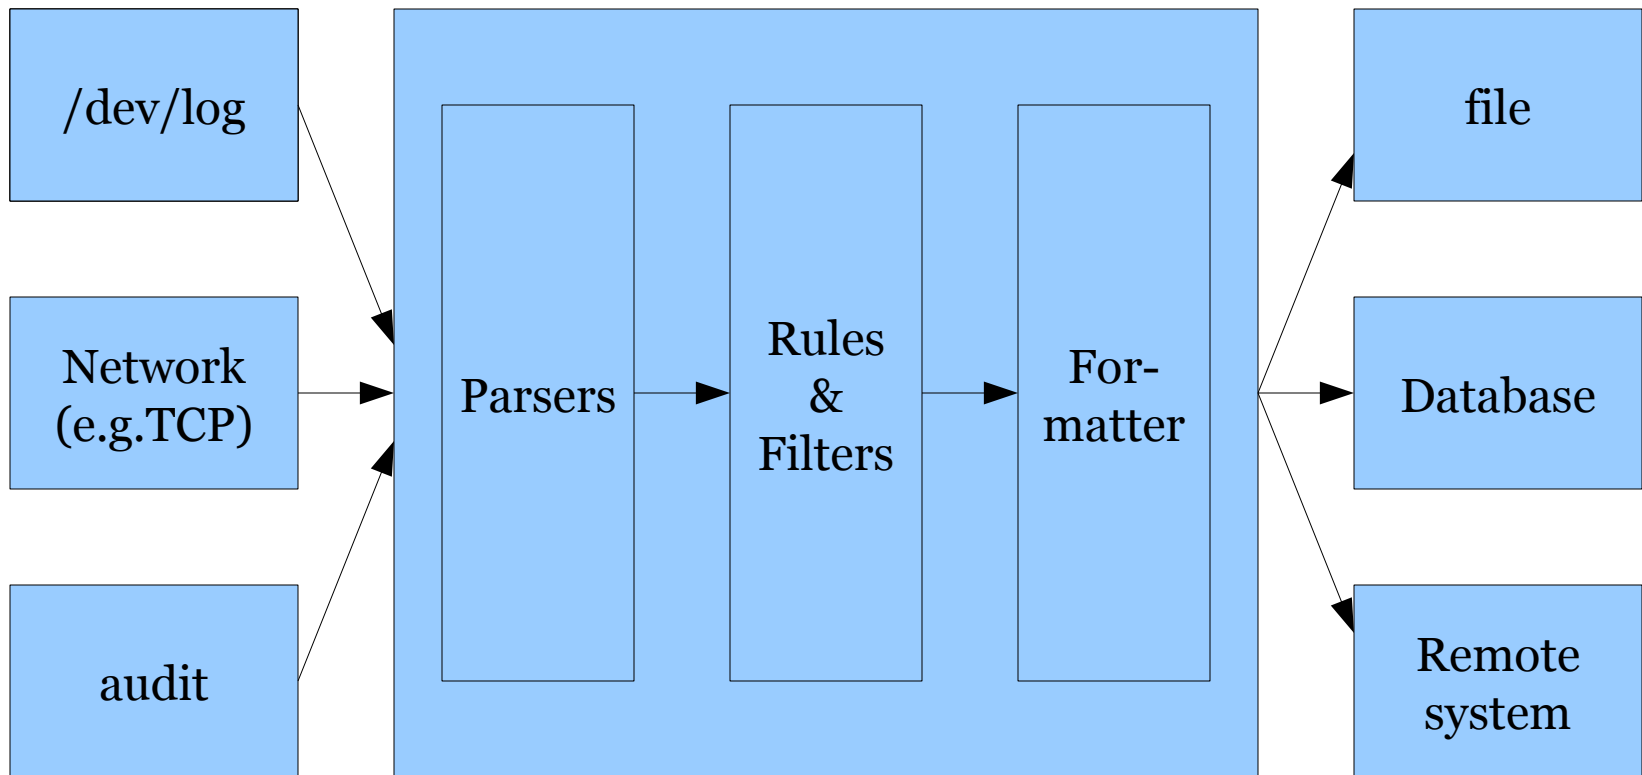 /dev/log
Network
(e.g.TCP)
audit
Parsers
Rules
&
Filters
For-
matter
file
Database
Remote
system